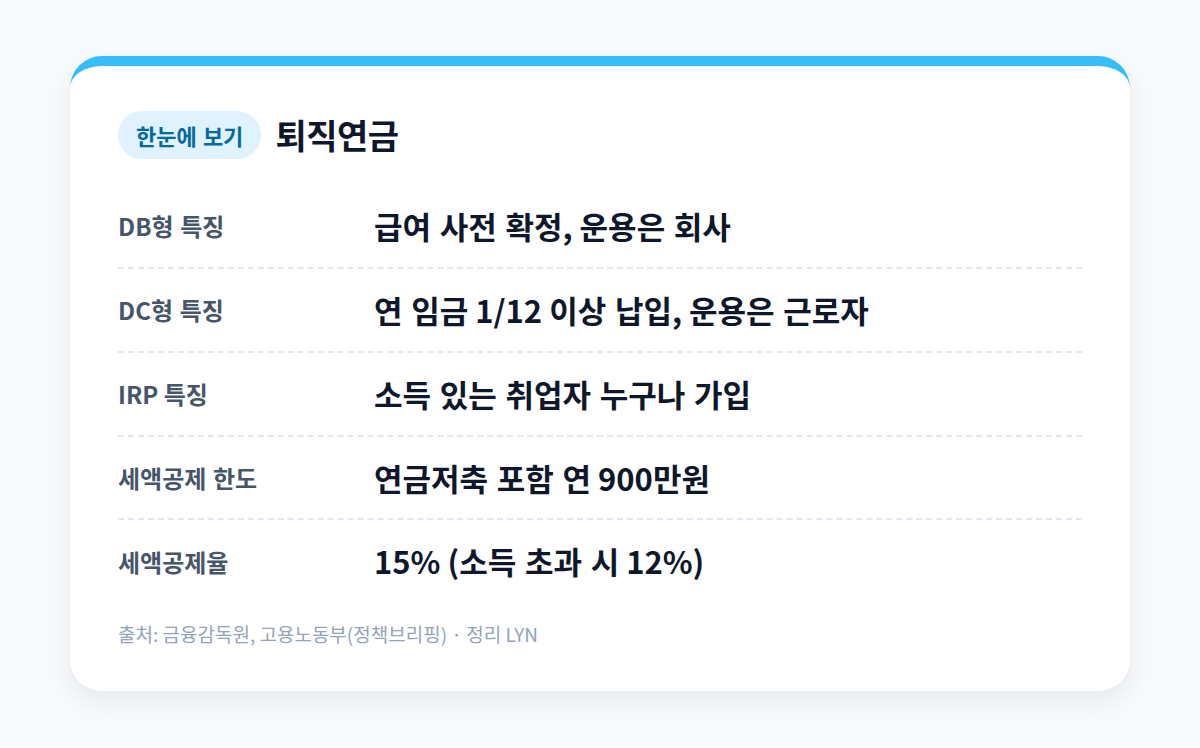 한눈에 보기 퇴직연금
DB형 특징 급여 사전 확정, 운용은 회사
DC형 특징 연 임금 1/12 이상 납입, 운용은 근로자
IRP 특징 소득 있는 취업자 누구나 가입
세액공제 한도 연금저축 포함 연 900만원
세액공제율 15% (소득 초과 시 12%)
출처: 금융감독원, 고용노동부(정책브리핑) · 정리 LYN